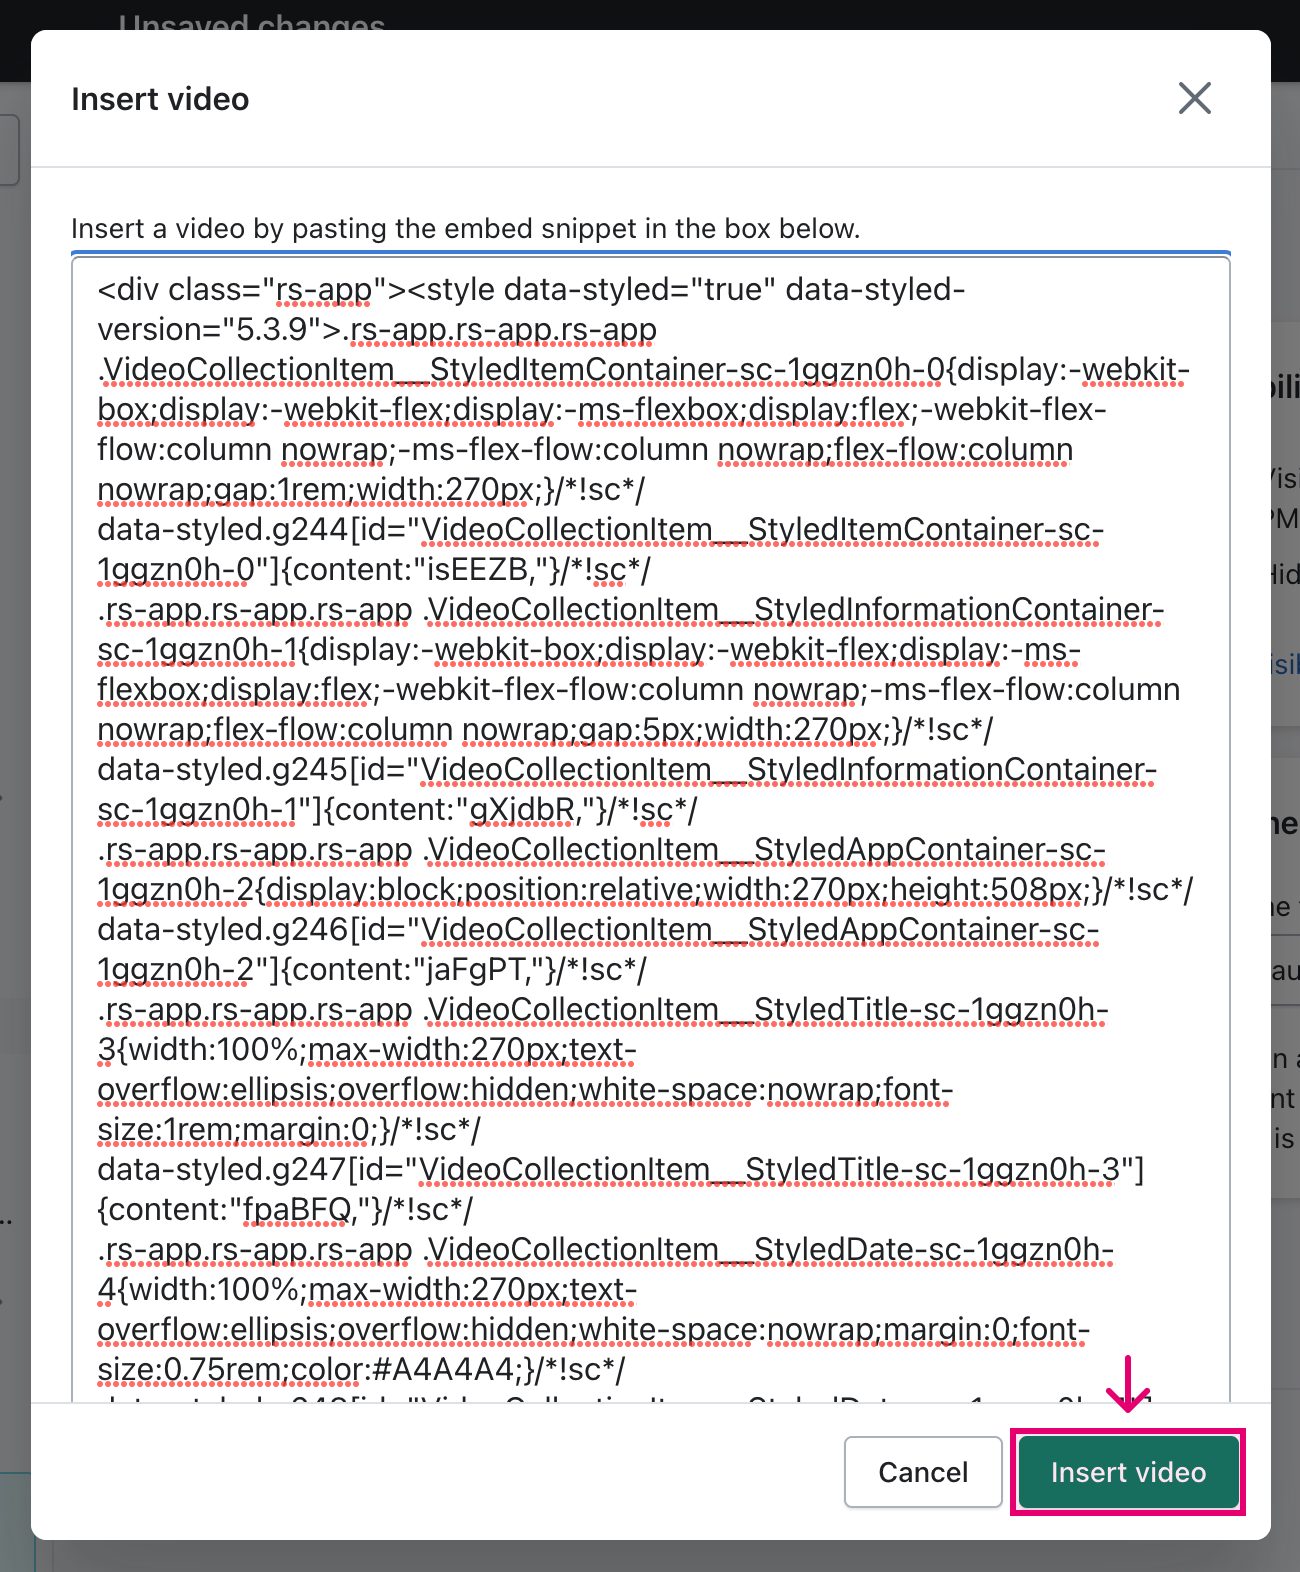 Unsaved changes
Insert video
Insert a video by pasting the embed snippet in the box below.
<div class="rs-app"><style data-styled="true" data-styled-
version="5.3.9">.rs-app.rs-app.rs-app
.VideoCollectionItem__StyledItemContainer-sc-1ggzn0h-0{display:-webkit-
box;display:-webkit-flex;display:-ms-flexbox;display:flex;-webkit-flex-
flow:column nowrap;-ms-flex-flow:column nowrap;flex-flow:column
nowrap;gap:1rem;width:270px;}/*!sc*/
data-styled.g244[id="VideoCollectionItem__StyledItemContainer-sc-
1ggzn0h-0"]{content:"isEEZB,"}/*!sc*/
.rs-app.rs-app.rs-app .VideoCollectionItem__StyledInformationContainer-
sc-1ggzn0h-1{display:-webkit-box;display:-webkit-flex;display:-ms-
flexbox;display:flex;-webkit-flex-flow:column nowrap;-ms-flex-flow:column
nowrap;flex-flow:column nowrap;gap:5px;width:270px;}/*!sc*/
data-styled.g245[id="VideoCollectionItem__StyledInformationContainer-
sc-1ggzn0h-1"]{content:"gXjdbR,"}/*!sc*/
.rs-app.rs-app.rs-app .VideoCollectionItem__StyledAppContainer-sc-
1ggzn0h-2{display:block;position:relative;width:270px;height:508px;}/*!sc*/
data-styled.g246[id="VideoCollectionItem__StyledAppContainer-sc-
1ggzn0h-2"]{content:"jaFgPT,"}/*!sc*/
.rs-app.rs-app.rs-app .VideoCollectionItem__StyledTitle-sc-1ggzn0h-
3{width:100%;max-width:270px;text-
overflow:ellipsis;overflow:hidden;white-space:nowrap;font-
size:1rem;margin:0;}/*!sc*/
data-styled.g247[id="VideoCollectionItem__StyledTitle-sc-1ggzn0h-3"]
{content:"fpaBFQ,"}/*!sc*/
.rs-app.rs-app.rs-app .VideoCollectionItem__StyledDate-sc-1ggzn0h-
4{width:100%;max-width:270px;text-
overflow:ellipsis;overflow:hidden;white-space:nowrap;margin:0;font-
size:0.75rem;color:#A4A4A4;}/*!sc*/
Cancel
Insert video